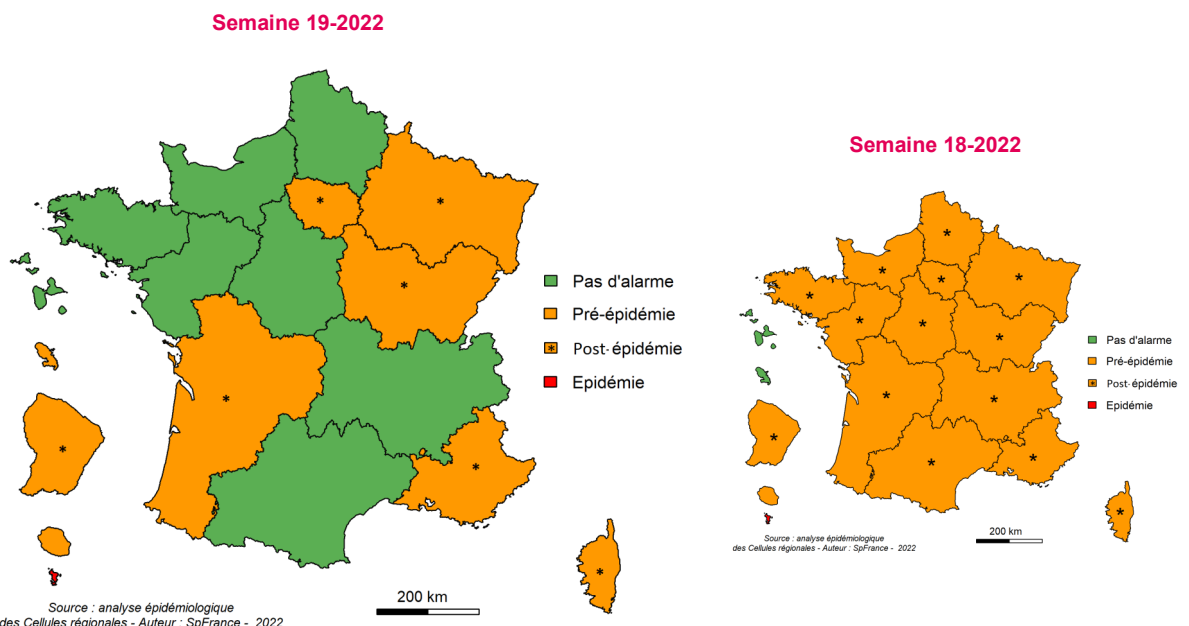 Semaine 19-2022
Pas d'alarme
Pré-épidémie
* Post-épidémie
Epidémie
200 km
Source : analyse épidémiologique
des Cellules régionales - Auteur : SpFrance - 2022
Semaine 18-2022
Pas d'alarme
Pré-épidémie
* Post-épidémie
Epidémie
200 km
Source : analyse épidémiologique
des Cellules régionales - Auteur : SpFrance - 2022